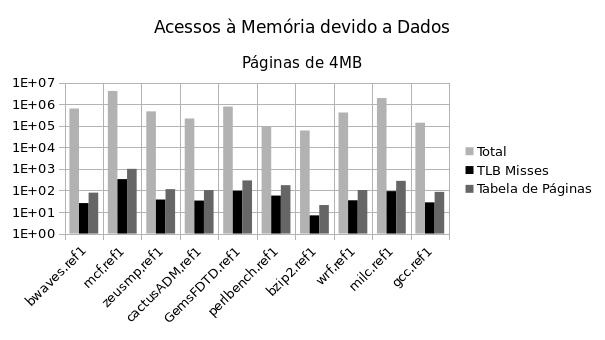 Acessos à Memória devido a Dados
Páginas de 4MB
1E+07
1E+06
1E+05
1E+04
1E+03
1E+02
1E+01
1E+00
Total
TLB Misses
Tabela de Páginas
bwaves.ref1
mcf,ref1
zeusmp,ref1
cactusADM,ref1
GemsFDTD.ref1
perlbench,ref1
bzip2.ref1
wrf,ref1
milc.ref1
gcc.ref1